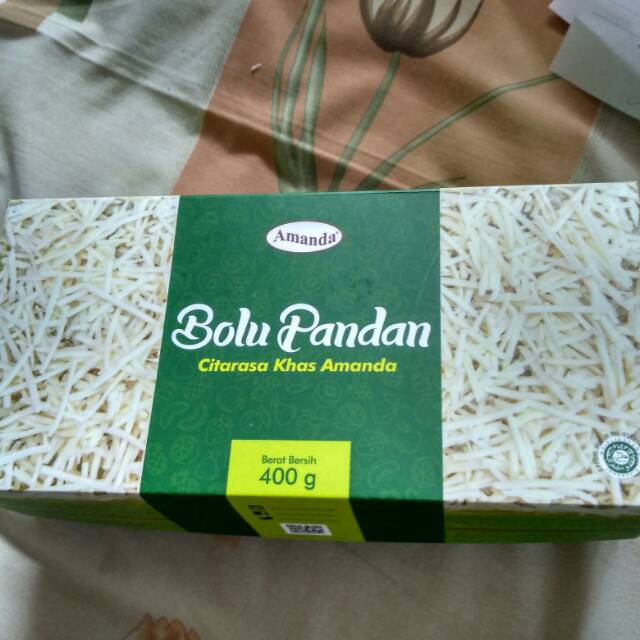 Amanda®
Bolu Pandan
Citarasa Khas Amanda
Berat Bersih
400 g